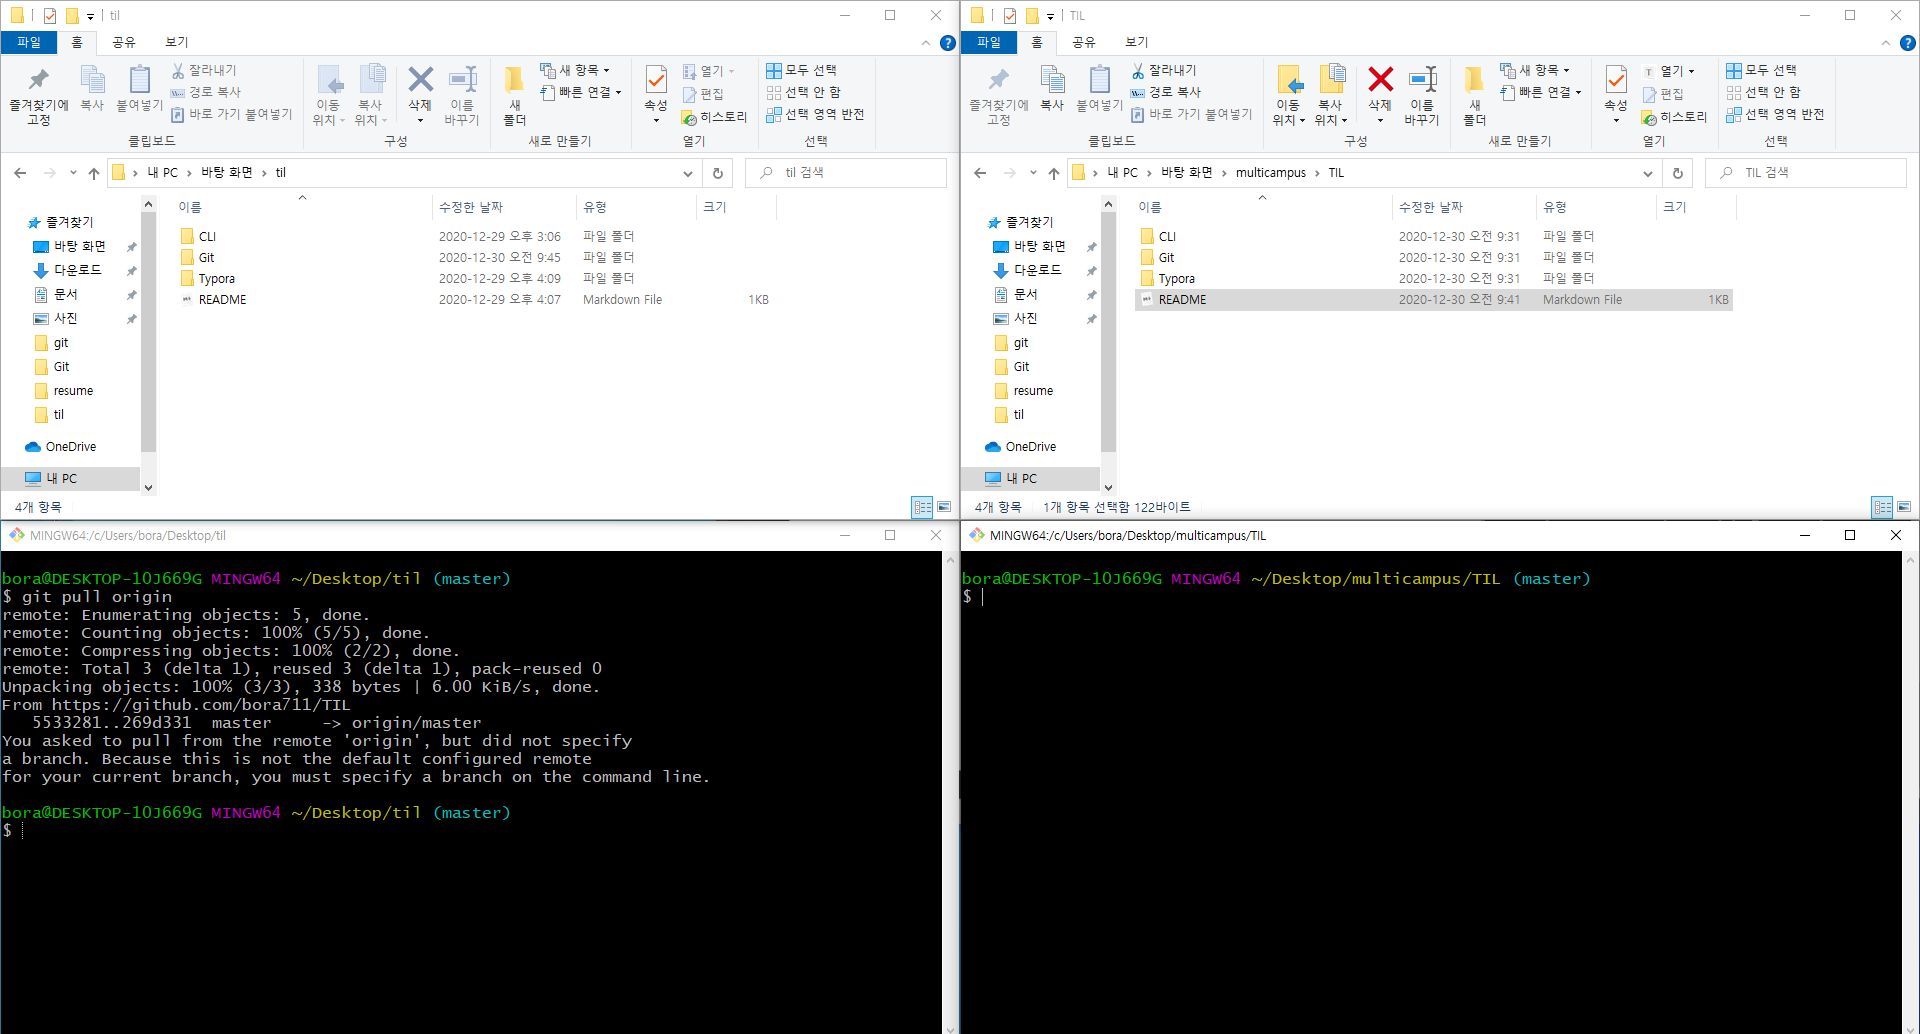 til
파일 홈 공유 보기
즐겨찾기에 고정
복사
붙여넣기
잘라내기
경로 복사
바로 가기 붙여넣기
클립보드
이동 위치
복사 위치
삭제
이름 바꾸기
구성
새 폴더
새 항목
빠른 연결
새로 만들기
속성
열기
편집
히스토리
열기
모두 선택
선택 안 함
선택 영역 반전
선택
내 PC > 바탕 화면 > til
til 검색
즐겨찾기
바탕 화면
다운로드
문서
사진
git
Git
resume
til
OneDrive
내 PC
이름 수정한 날짜 유형 크기
CLI 2020-12-29 오후 3:06 파일 폴더
Git 2020-12-30 오전 9:45 파일 폴더
Typora 2020-12-29 오후 4:09 파일 폴더
README 2020-12-29 오후 4:07 Markdown File 1KB
4개 항목
TIL
파일 홈 공유 보기
즐겨찾기에 고정
복사
붙여넣기
잘라내기
경로 복사
바로 가기 붙여넣기
클립보드
이동 위치
복사 위치
삭제
이름 바꾸기
구성
새 폴더
새 항목
빠른 연결
새로 만들기
속성
열기
편집
히스토리
열기
모두 선택
선택 안 함
선택 영역 반전
선택
내 PC > 바탕 화면 > multicampus > TIL
TIL 검색
즐겨찾기
바탕 화면
다운로드
문서
사진
git
Git
resume
til
OneDrive
내 PC
이름 수정한 날짜 유형 크기
CLI 2020-12-30 오전 9:31 파일 폴더
Git 2020-12-30 오전 9:31 파일 폴더
Typora 2020-12-30 오전 9:31 파일 폴더
README 2020-12-30 오전 9:41 Markdown File 1KB
4개 항목 1개 항목 선택함 122바이트
MINGW64:/c/Users/bora/Desktop/til
bora@DESKTOP-10J669G MINGW64 ~/Desktop/til (master)
$ git pull origin
remote: Enumerating objects: 5, done.
remote: Counting objects: 100% (5/5), done.
remote: Compressing objects: 100% (2/2), done.
remote: Total 3 (delta 1), reused 3 (delta 1), pack-reused 0
Unpacking objects: 100% (3/3), 338 bytes | 6.00 KiB/s, done.
From https://github.com/bora711/TIL
5533281..269d331 master -> origin/master
You asked to pull from the remote 'origin', but did not specify
a branch. Because this is not the default configured remote
for your current branch, you must specify a branch on the command line.
bora@DESKTOP-10J669G MINGW64 ~/Desktop/til (master)
$
MINGW64:/c/Users/bora/Desktop/multicampus/TIL
bora@DESKTOP-10J669G MINGW64 ~/Desktop/multicampus/TIL (master)
$